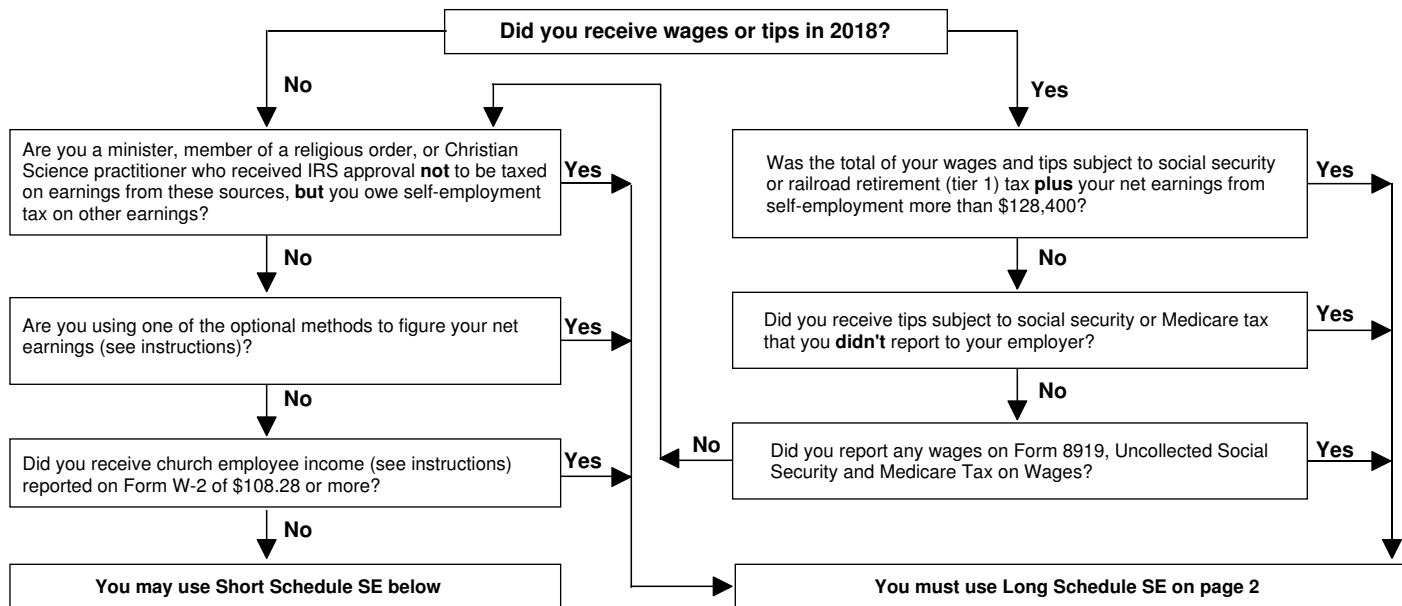 Did you receive wages or tips in 2018?
No
Yes
Are you a minister, member of a religious order, or Christian
Science practitioner who received IRS approval not to be taxed
on earnings from these sources, but you owe self-employment
tax on other earnings?
Yes
No
Are you using one of the optional methods to figure your net
earnings (see instructions)?
Yes
No
Did you receive church employee income (see instructions)
reported on Form W-2 of $108.28 or more?
Yes
No
You may use Short Schedule SE below
Was the total of your wages and tips subject to social security
or railroad retirement (tier 1) tax plus your net earnings from
self-employment more than $128,400?
Yes
No
Did you receive tips subject to social security or Medicare tax
that you didn't report to your employer?
Yes
No
No
Did you report any wages on Form 8919, Uncollected Social
Security and Medicare Tax on Wages?
Yes
You must use Long Schedule SE on page 2